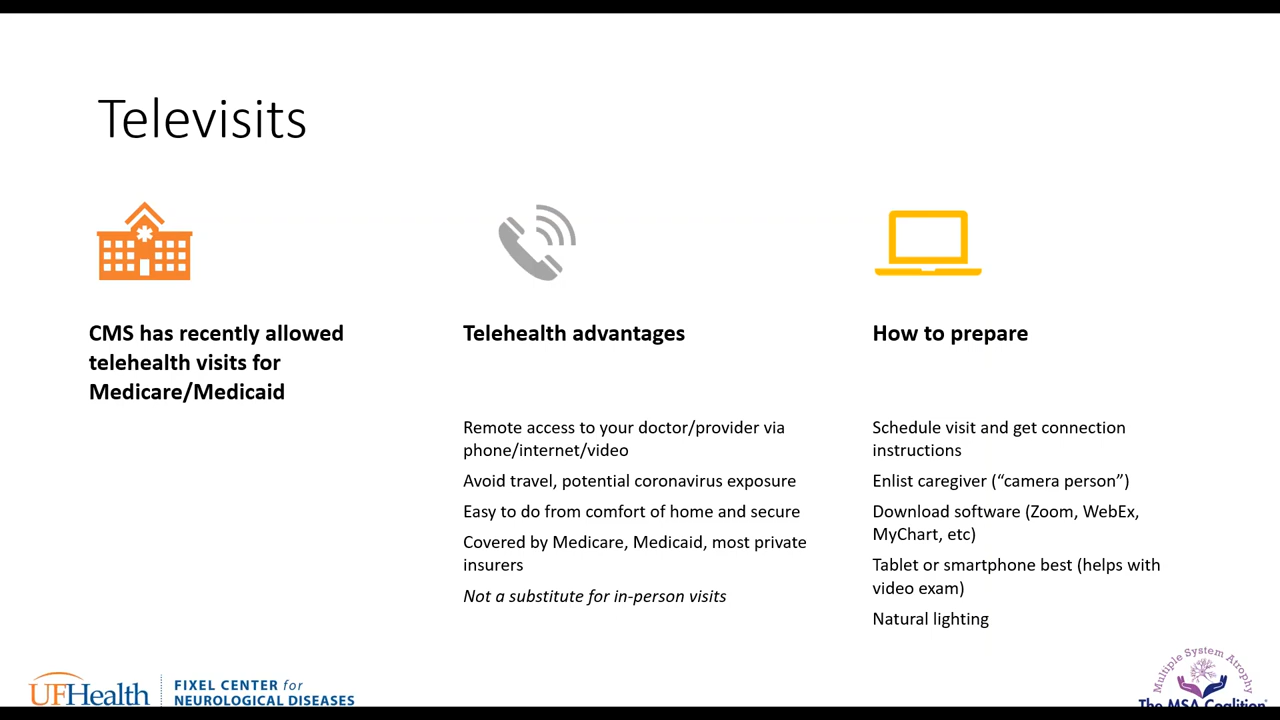 Televisits
CMS has recently allowed
telehealth visits for
Medicare/Medicaid
Telehealth advantages
Remote access to your doctor/provider via
phone/internet/video
Avoid travel, potential coronavirus exposure
Easy to do from comfort of home and secure
Covered by Medicare, Medicaid, most private
insurers
Not a substitute for in-person visits
How to prepare
Schedule visit and get connection
instructions
Enlist caregiver (“camera person”)
Download software (Zoom, WebEx,
MyChart, etc)
Tablet or smartphone best (helps with
video exam)
Natural lighting
UFHealth
FIXEL CENTER for
NEUROLOGICAL DISEASES
Multiple System Atrophy
The MSA Coalition